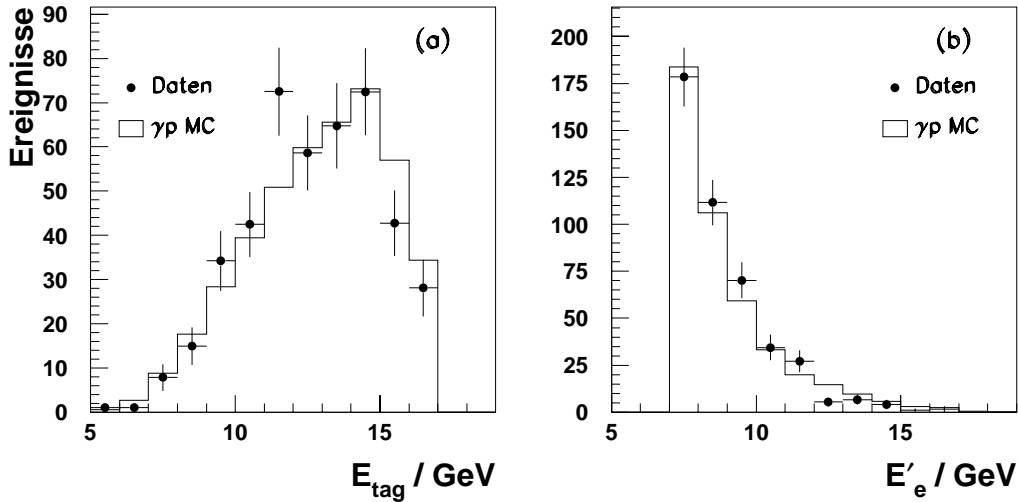 Ereignisse
90
80
70
60
50
40
30
20
10
0
5 10 15
(a)
Daten
γp MC
E_tag / GeV
200
175
150
125
100
75
50
25
0
5 10 15
(b)
Daten
γp MC
E′_e / GeV